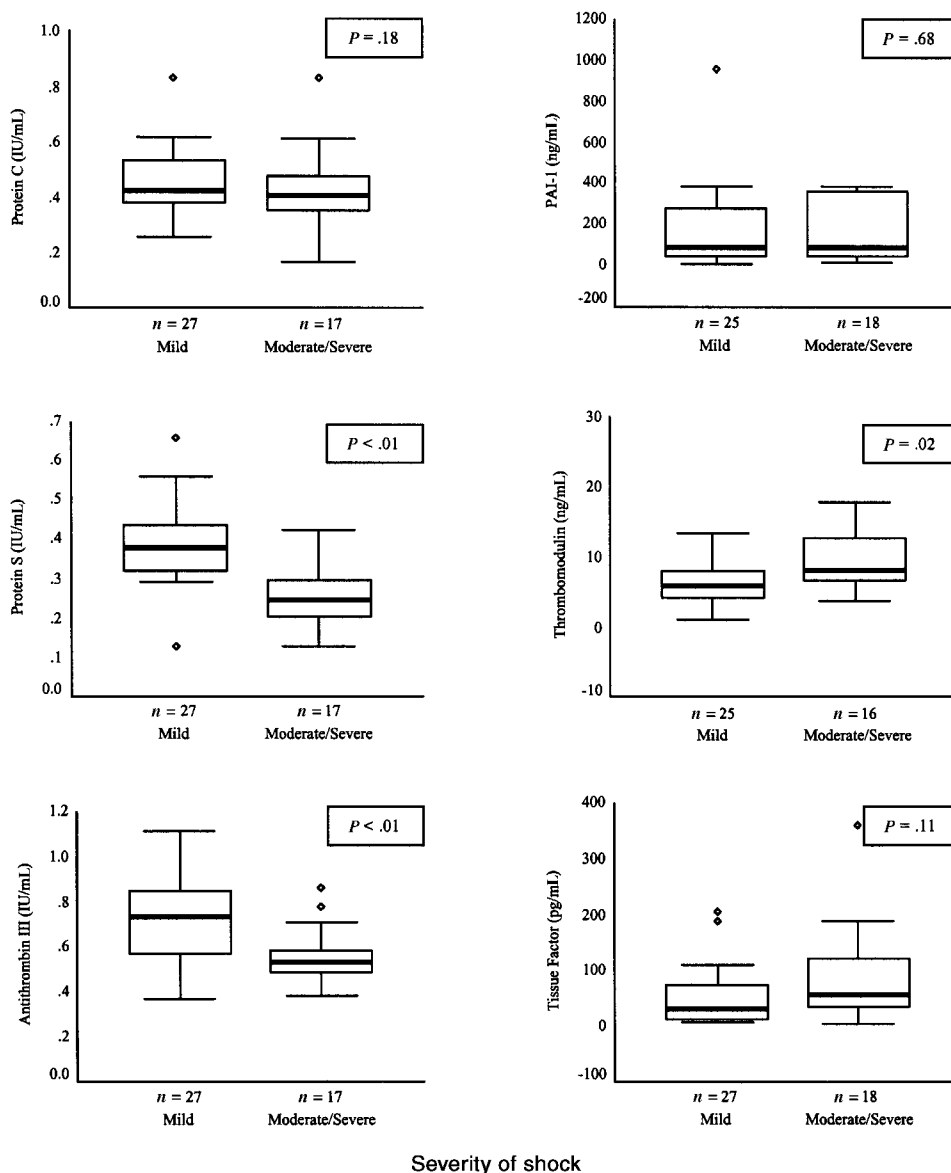 P = .18
Protein C (IU/mL)
1.0
.8
.6
.4
.2
0.0
n = 27
Mild
n = 17
Moderate/Severe
P = .68
PAI-1 (ng/mL)
1200
1000
800
600
400
200
0
-200
n = 25
Mild
n = 18
Moderate/Severe
P < .01
Protein S (IU/mL)
.7
.6
.5
.4
.3
.2
.1
0.0
n = 27
Mild
n = 17
Moderate/Severe
P = .02
Thrombomodulin (ng/mL)
30
20
10
0
-10
n = 25
Mild
n = 16
Moderate/Severe
P < .01
Antithrombin III (IU/mL)
1.2
1.0
.8
.6
.4
.2
0.0
n = 27
Mild
n = 17
Moderate/Severe
P = .11
Tissue Factor (pg/mL)
400
300
200
100
0
-100
n = 27
Mild
n = 18
Moderate/Severe
Severity of shock